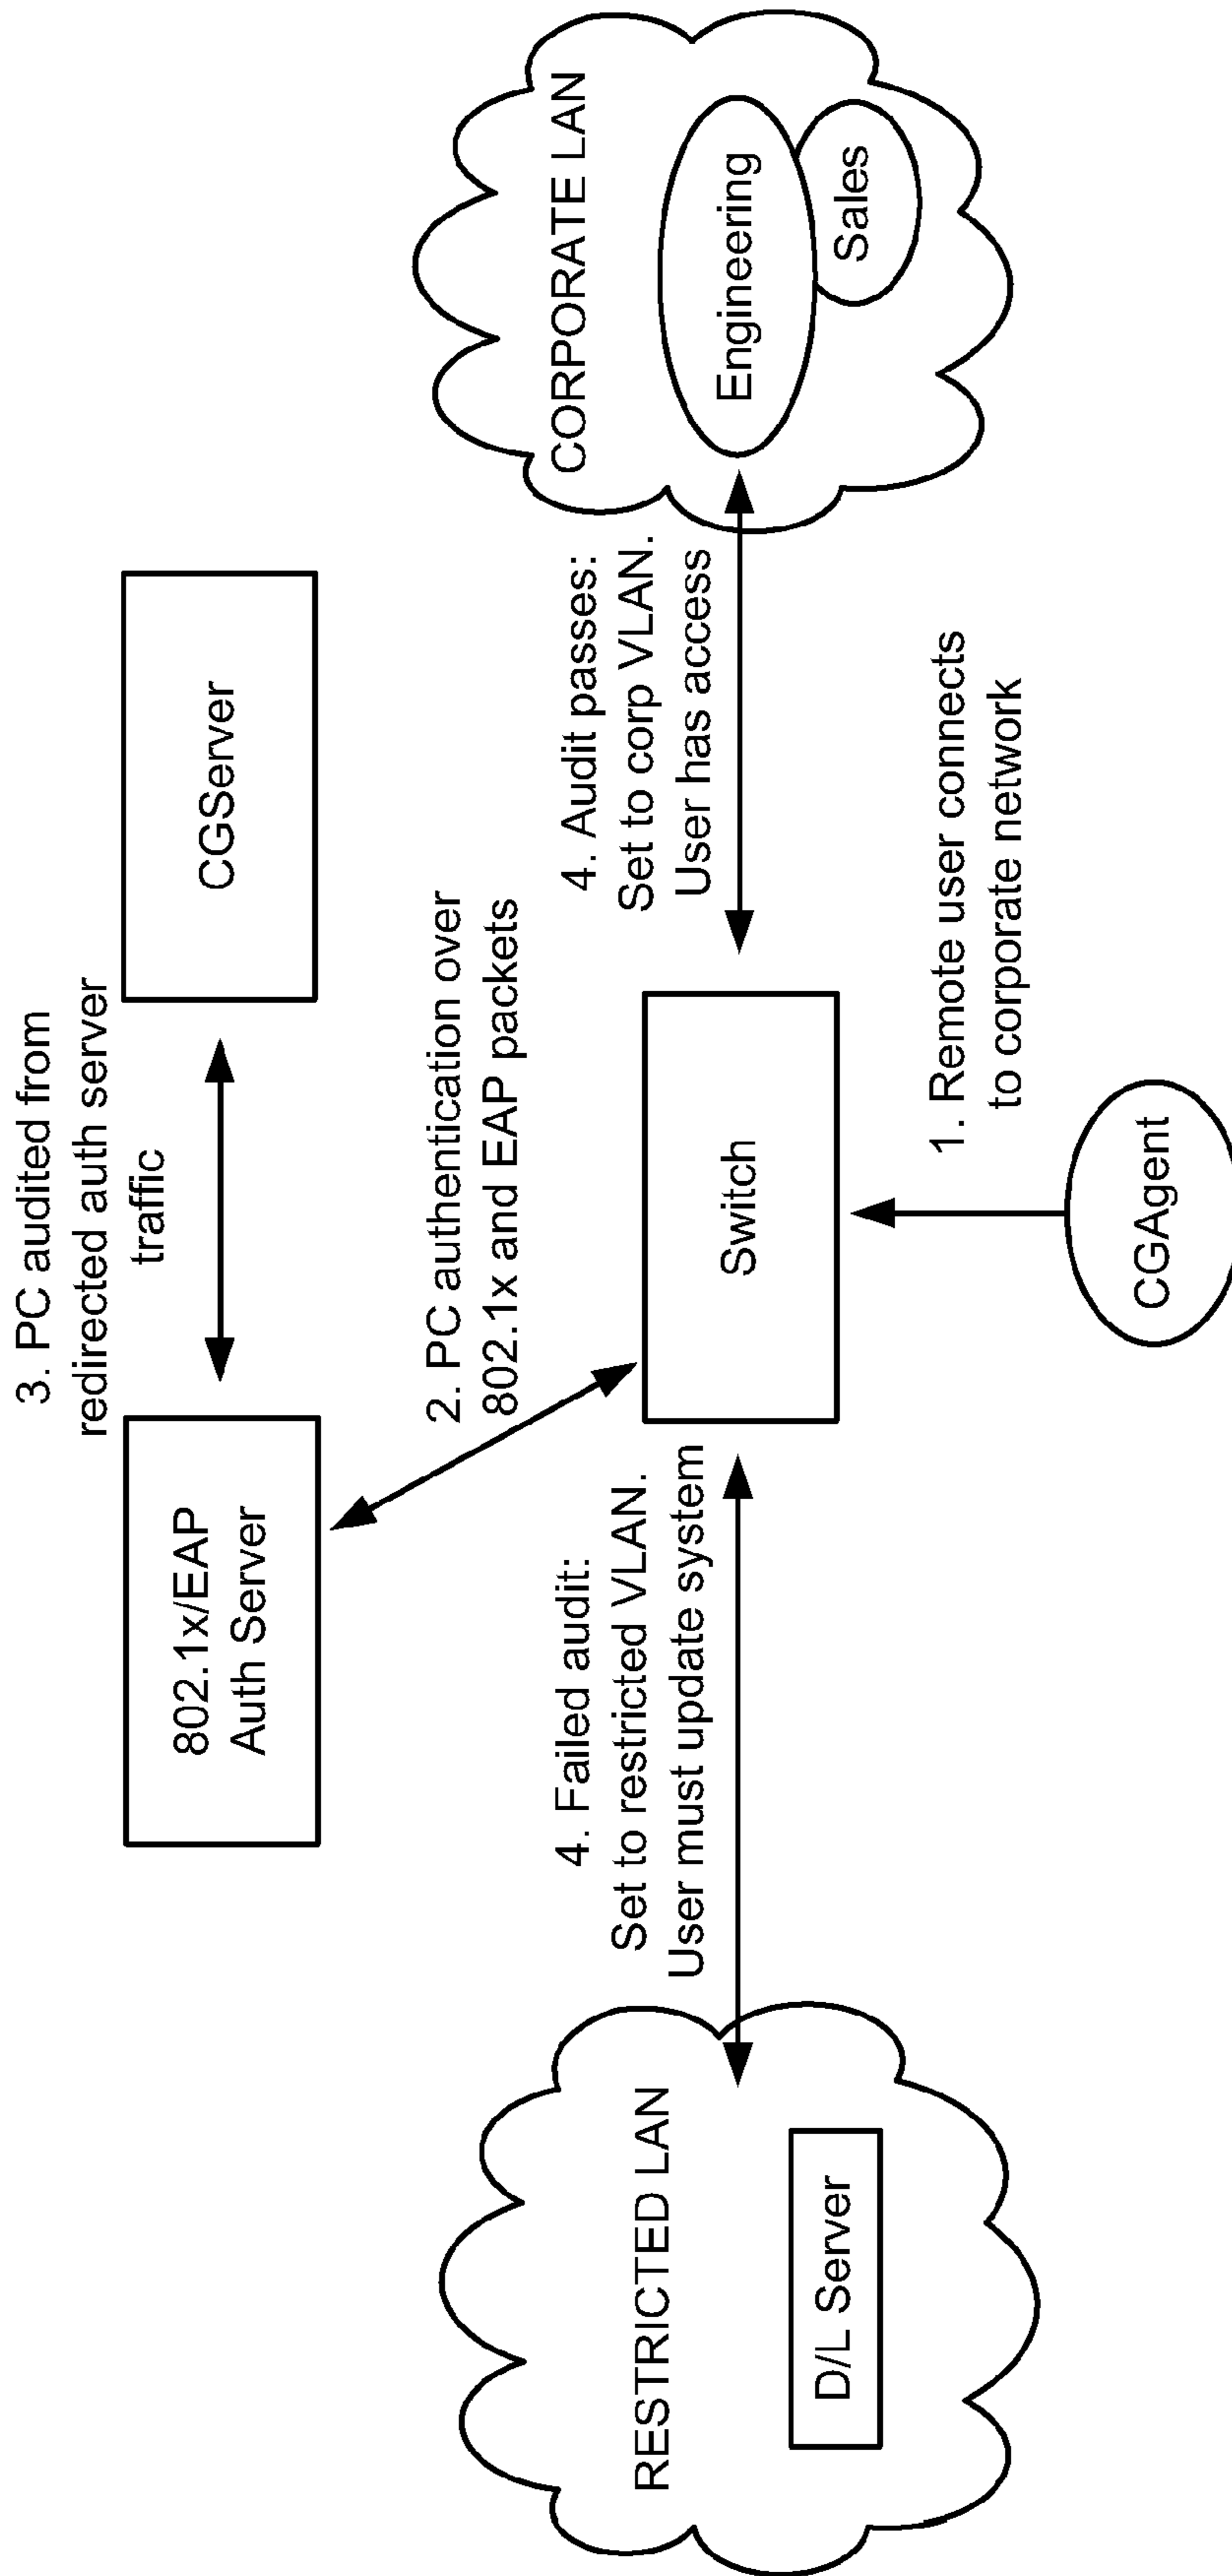 3. PC audited from
redirected auth server
traffic
802.1x/EAP
Auth Server
CGServer
2. PC authentication over
802.1x and EAP packets
4. Failed audit:
Set to restricted VLAN.
User must update system
4. Audit passes:
Set to corp VLAN.
User has access
RESTRICTED LAN
D/L Server
Switch
CORPORATE LAN
Engineering
Sales
1. Remote user connects
to corporate network
CGAgent